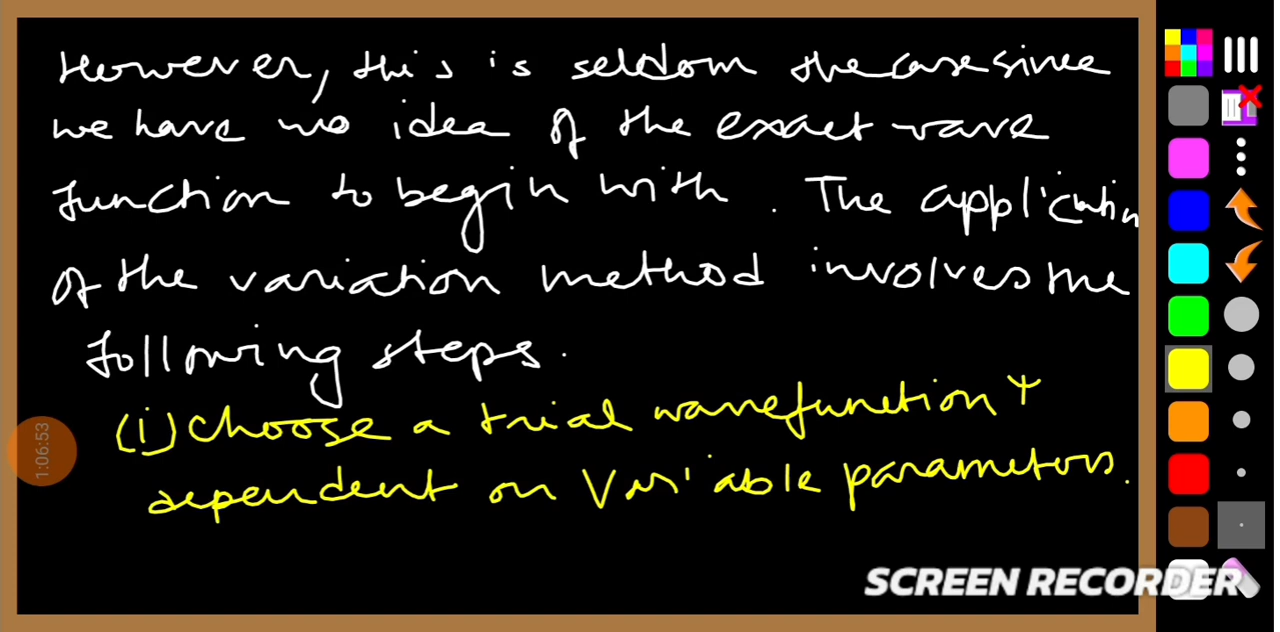 However, this is seldom the case since
we have no idea of the exact wave
function to begin with. The application
of the variation method involves the
following steps.
(i) choose a trial wavefunction Ψ
dependent on Variable parameters.
1:06:53
SCREEN RECORDER